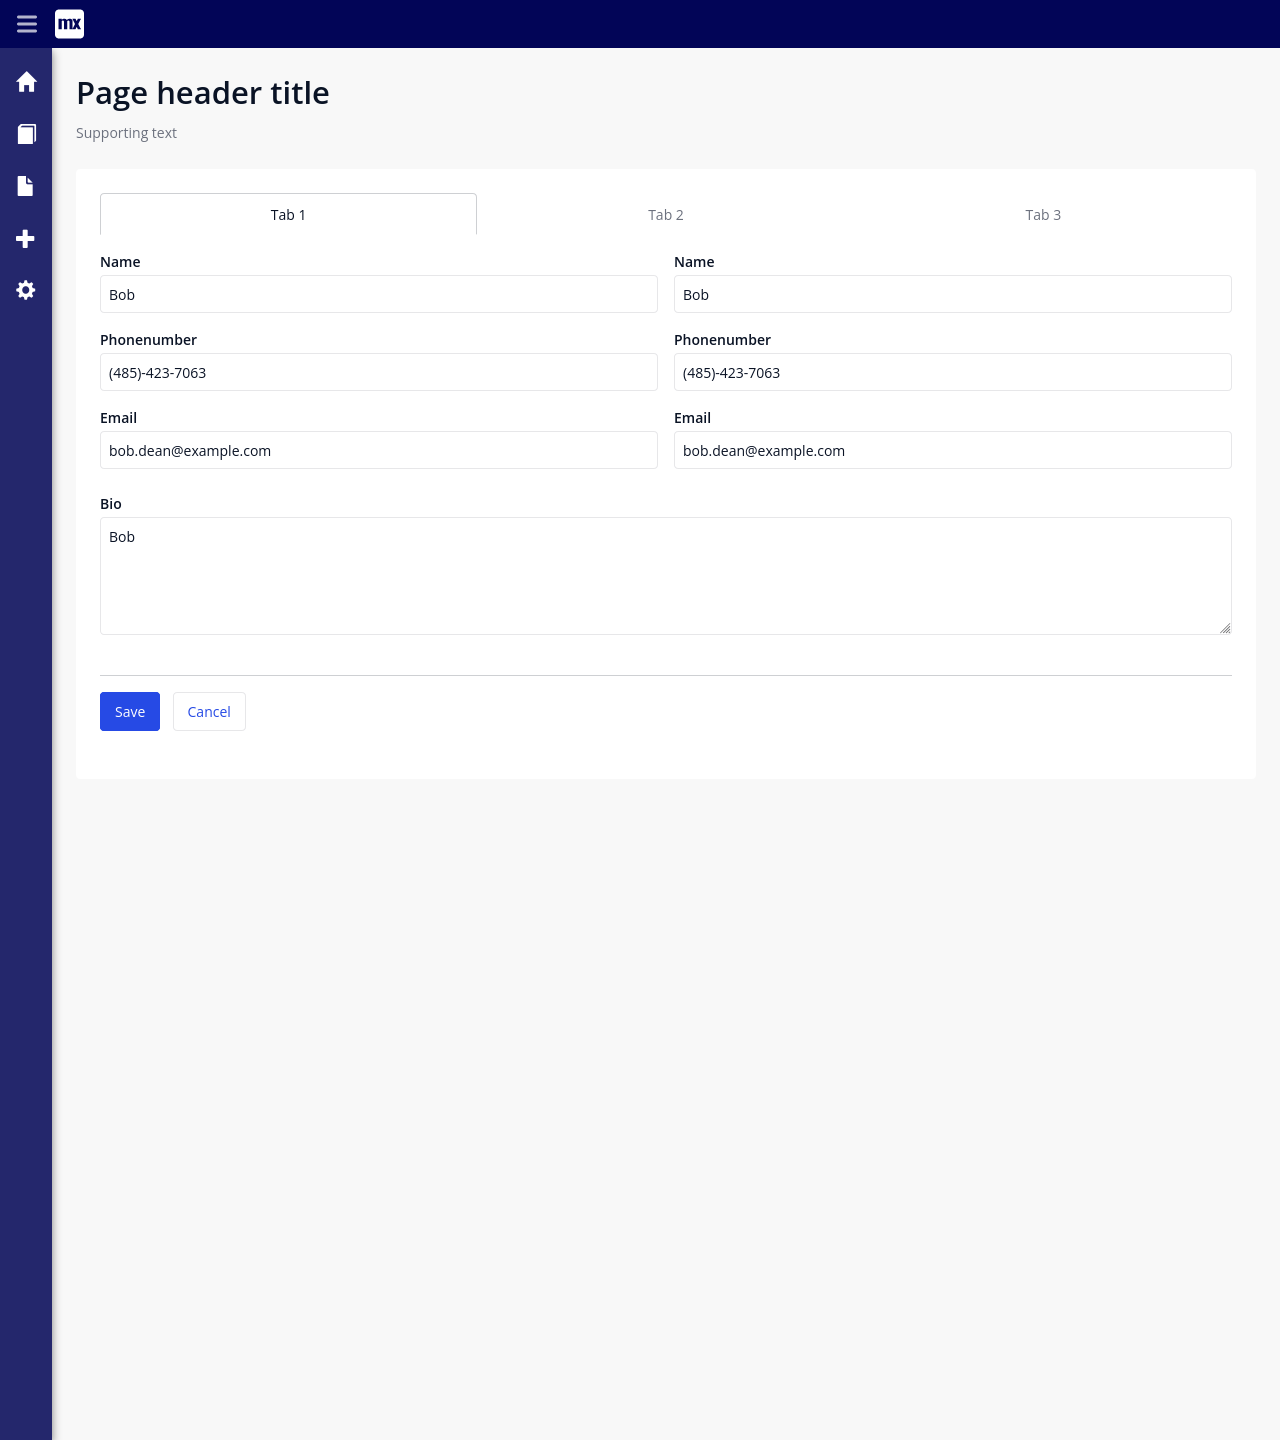 mx
Page header title
Supporting text
Tab 1 Tab 2 Tab 3
Name Name
Bob Bob
Phonenumber Phonenumber
(485)-423-7063 (485)-423-7063
Email Email
bob.dean@example.com bob.dean@example.com
Bio
Bob
Save Cancel